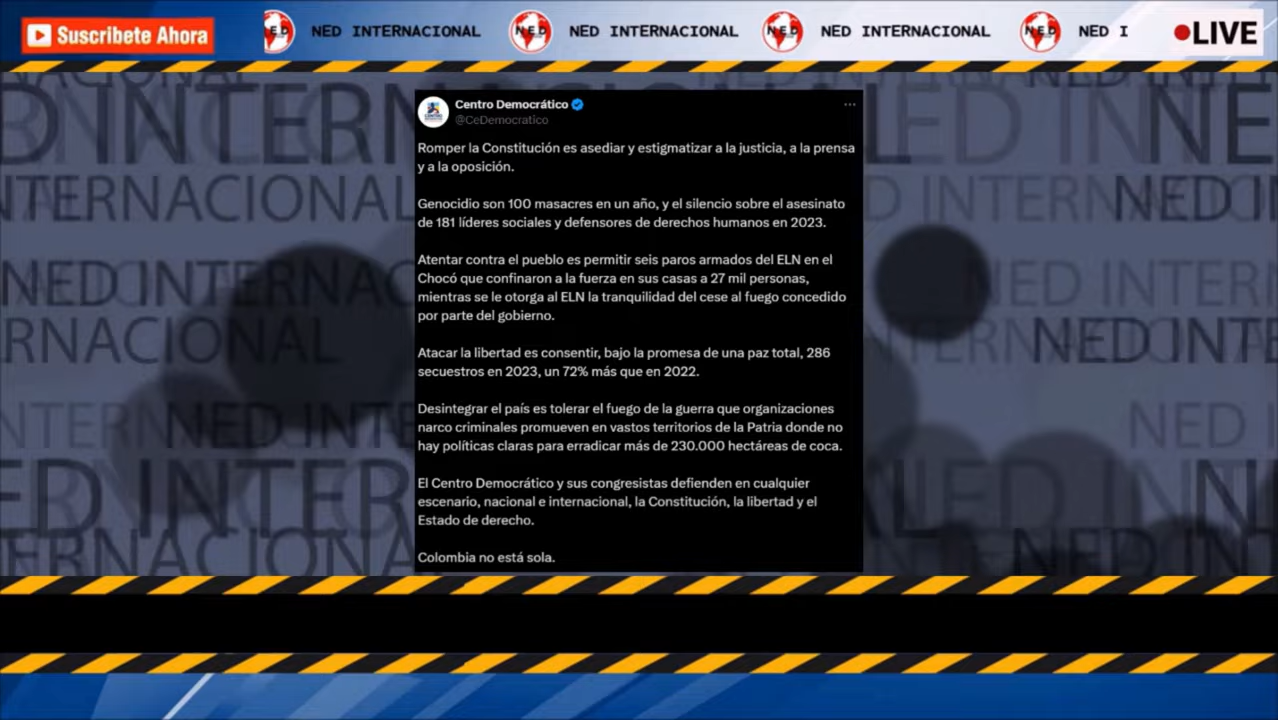 Suscribete Ahora
NED INTERNACIONAL
NED INTERNACIONAL
NED INTERNACIONAL
NED I
LIVE
Centro Democrático
@CeDemocratico
Romper la Constitución es asediar y estigmatizar a la justicia, a la prensa
y a la oposición.
Genocidio son 100 masacres en un año, y el silencio sobre el asesinato
de 181 líderes sociales y defensores de derechos humanos en 2023.
Atentar contra el pueblo es permitir seis paros armados del ELN en el
Chocó que confinaron a la fuerza en sus casas a 27 mil personas,
mientras se le otorga al ELN la tranquilidad del cese al fuego concedido
por parte del gobierno.
Atacar la libertad es consentir, bajo la promesa de una paz total, 286
secuestros en 2023, un 72% más que en 2022.
Desintegrar el país es tolerar el fuego de la guerra que organizaciones
narco criminales promueven en vastos territorios de la Patria donde no
hay políticas claras para erradicar más de 230.000 hectáreas de coca.
El Centro Democrático y sus congresistas defienden en cualquier
escenario, nacional e internacional, la Constitución, la libertad y el
Estado de derecho.
Colombia no está sola.